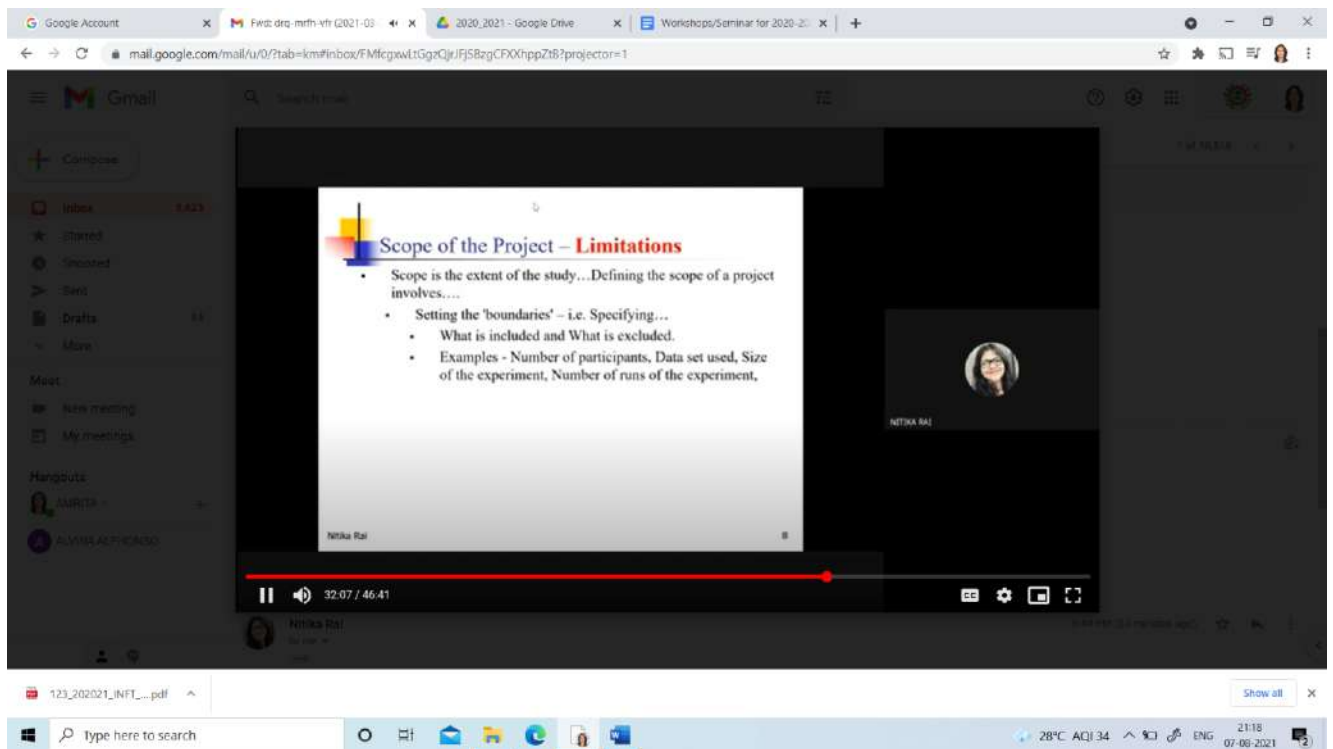 Google Account
Fwd: drq-mrfh-vfr (2021-03
2020_2021 - Google Drive
Workshops/Seminar for 2020-2
mail.google.com/mail/u/0/?tab=km#inbox/
Gmail
Search mail
Compose
Inbox
Starred
Snoozed
Sent
Drafts
More
Meet
New meeting
My meetings
Hangouts
AMRITA
Scope of the Project – Limitations
• Scope is the extent of the study…Defining the scope of a project
involves….
• Setting the 'boundaries' – i.e. Specifying…
• What is included and What is excluded.
• Examples - Number of participants, Data set used, Size
of the experiment, Number of runs of the experiment,
Nitika Rai
8
NITIKA RAI
32:07 / 46:41
Nitika Rai
123_202021_INFT_....pdf
Show all
Type here to search
28°C AQI 34
ENG
21:18
07-08-2021
2